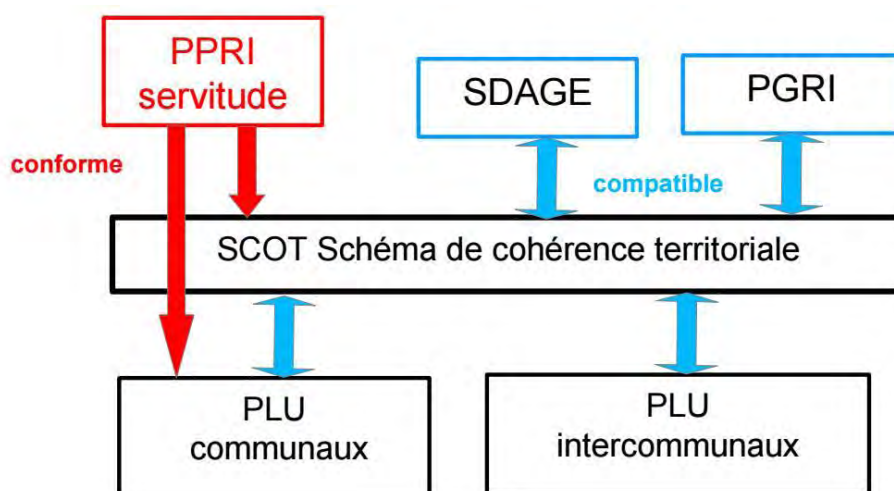 PPRI
servitude
SDAGE
PGRI
conforme
compatible
SCOT Schéma de cohérence territoriale
PLU
communaux
PLU
intercommunaux